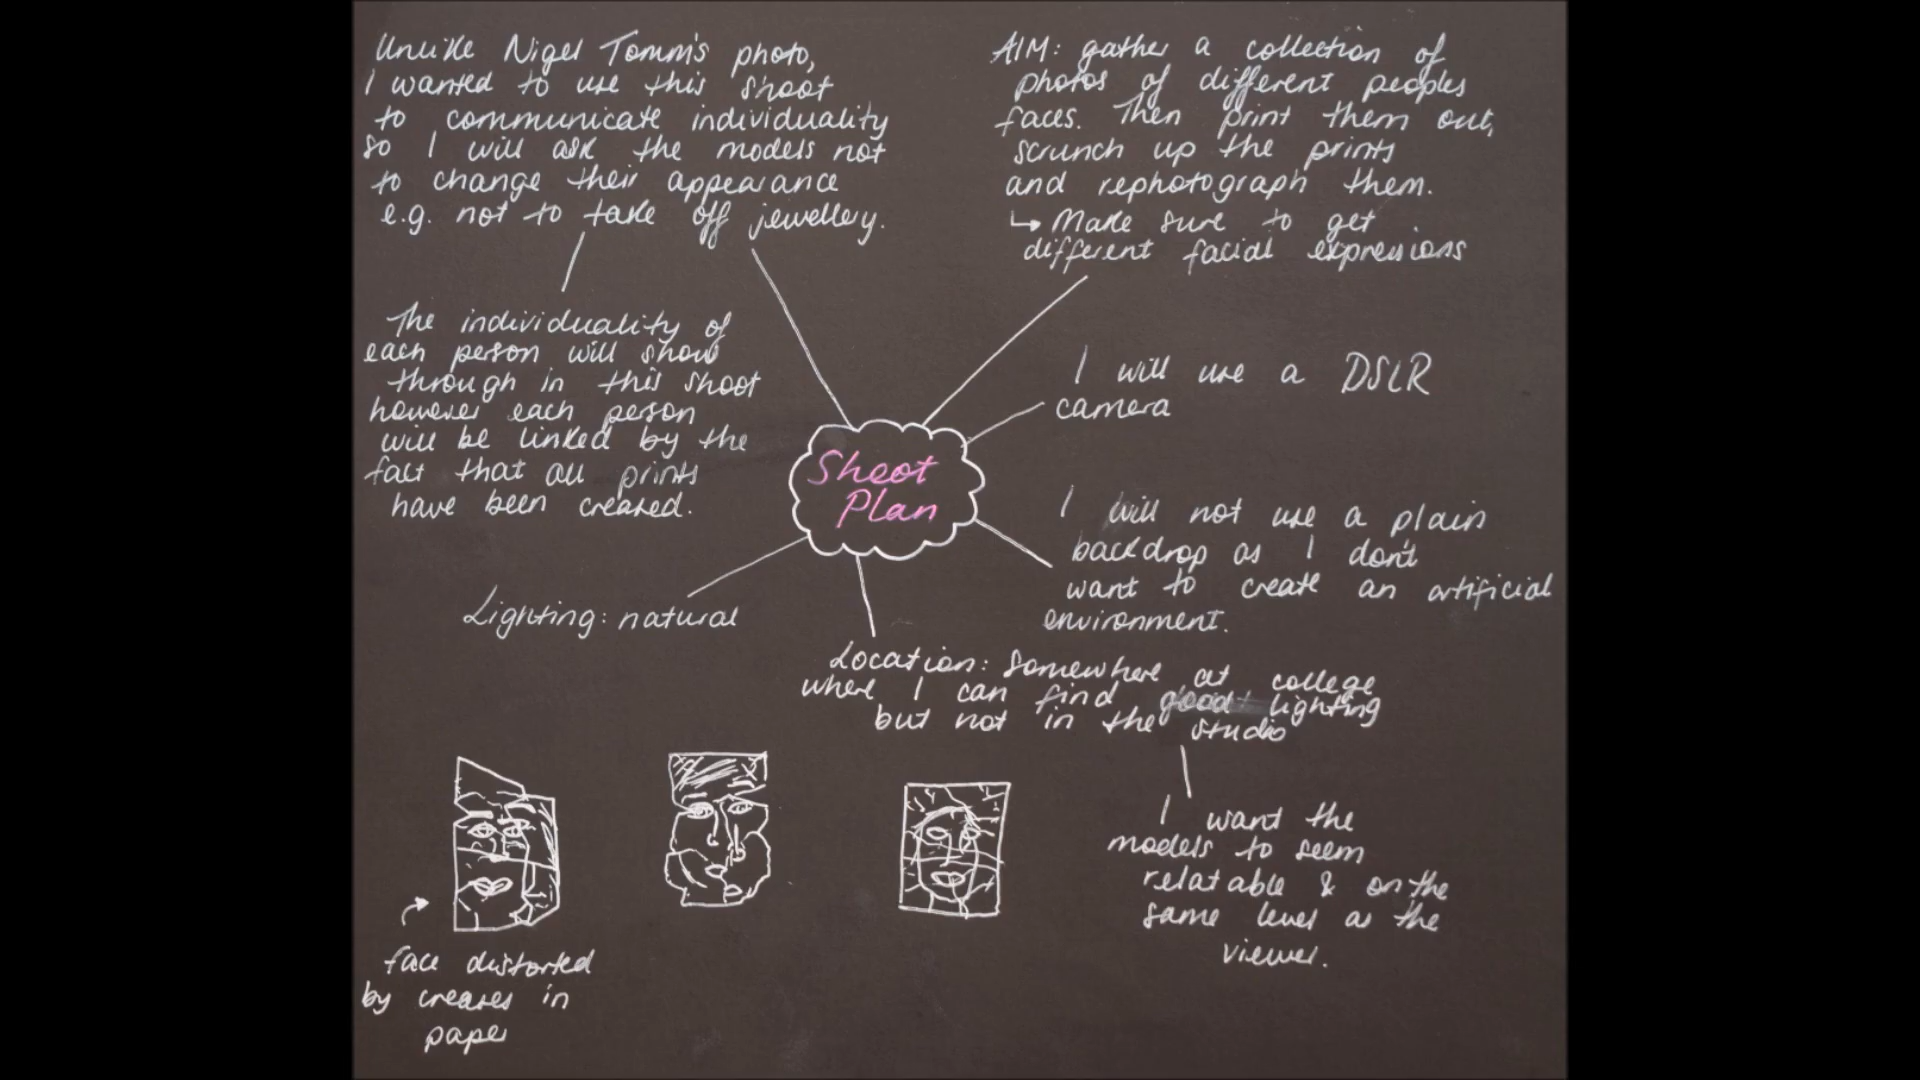 Unlike Nigel Tomm's photo,
I wanted to use this shoot
to communicate individuality
so I will ask the models not
to change their appearance
e.g. not to take off jewellery.
The individuality of
each person will show
through in this shoot
however each person
will be linked by the
fact that all prints
have been creased.
AIM: gather a collection of
photos of different peoples
faces. Then print them out,
scrunch up the prints
and rephotograph them.
↳ Make sure to get
different facial expressions
I will use a DSLR
camera
Shoot
Plan
I will not use a plain
backdrop as I don't
want to create an artificial
environment.
Lighting: natural
Location: Somewhere at college
where I can find good lighting
but not in the studio
I want the
models to seem
relatable & on the
same level as the
viewer.
face distorted
by creases in
paper